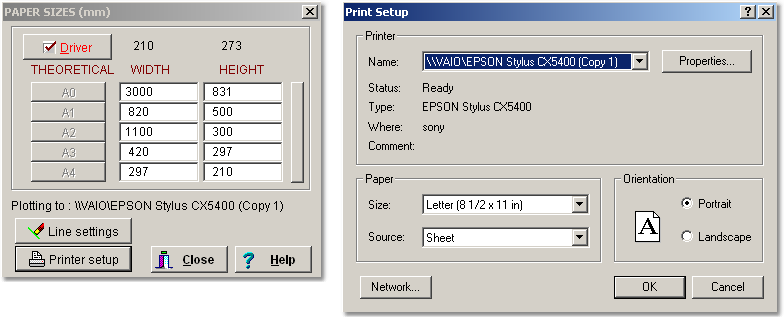 PAPER SIZES (mm)
Driver 210 273
THEORETICAL WIDTH HEIGHT
A0 3000 831
A1 820 500
A2 1100 300
A3 420 297
A4 297 210
Plotting to : \\VAIO\EPSON Stylus CX5400 (Copy 1)
Line settings
Printer setup Close ? Help
Print Setup
Printer
Name: \\VAIO\EPSON Stylus CX5400 (Copy 1) Properties...
Status: Ready
Type: EPSON Stylus CX5400
Where: sony
Comment:
Paper
Size: Letter (8 1/2 x 11 in)
Source: Sheet
Orientation
A Portrait
Landscape
Network... OK Cancel